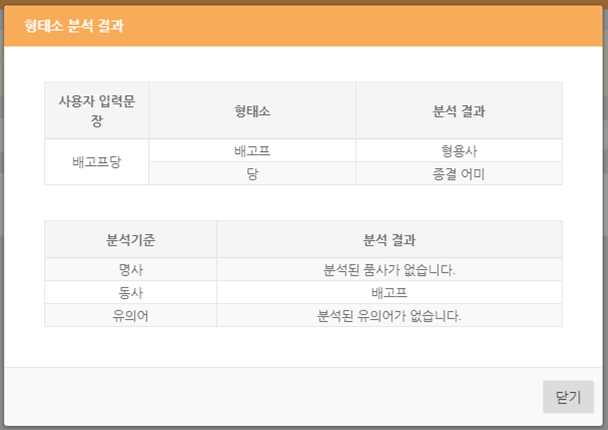 형태소 분석 결과
사용자 입력문
장
형태소
분석 결과
배고프당
배고프
형용사
당
종결 어미
분석기준
분석 결과
명사
분석된 품사가 없습니다.
동사
배고프
유의어
분석된 유의어가 없습니다.
닫기